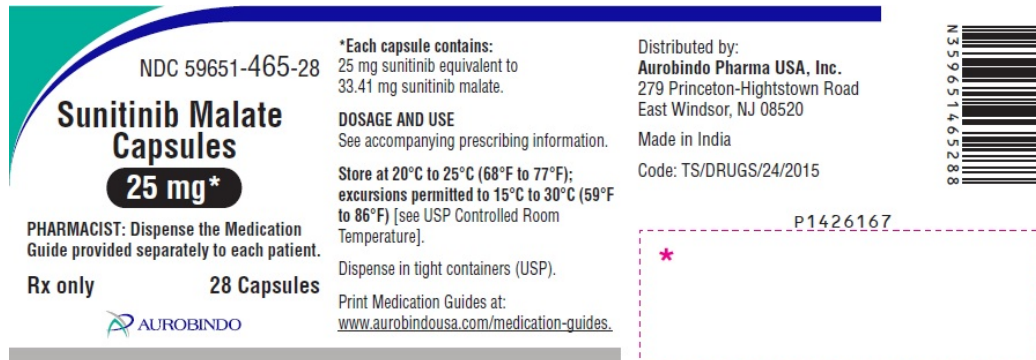 NDC 59651-465-28
Sunitinib Malate
Capsules
25 mg*
PHARMACIST: Dispense the Medication
Guide provided separately to each patient.
Rx only 28 Capsules
AUROBINDO
*Each capsule contains:
25 mg sunitinib equivalent to
33.41 mg sunitinib malate.
DOSAGE AND USE
See accompanying prescribing information.
Store at 20°C to 25°C (68°F to 77°F);
excursions permitted to 15°C to 30°C (59°F
to 86°F) [see USP Controlled Room
Temperature].
Dispense in tight containers (USP).
Print Medication Guides at:
www.aurobindousa.com/medication-guides.
Distributed by:
Aurobindo Pharma USA, Inc.
279 Princeton-Hightstown Road
East Windsor, NJ 08520
Made in India
Code: TS/DRUGS/24/2015
N359651465288
P1426167
*